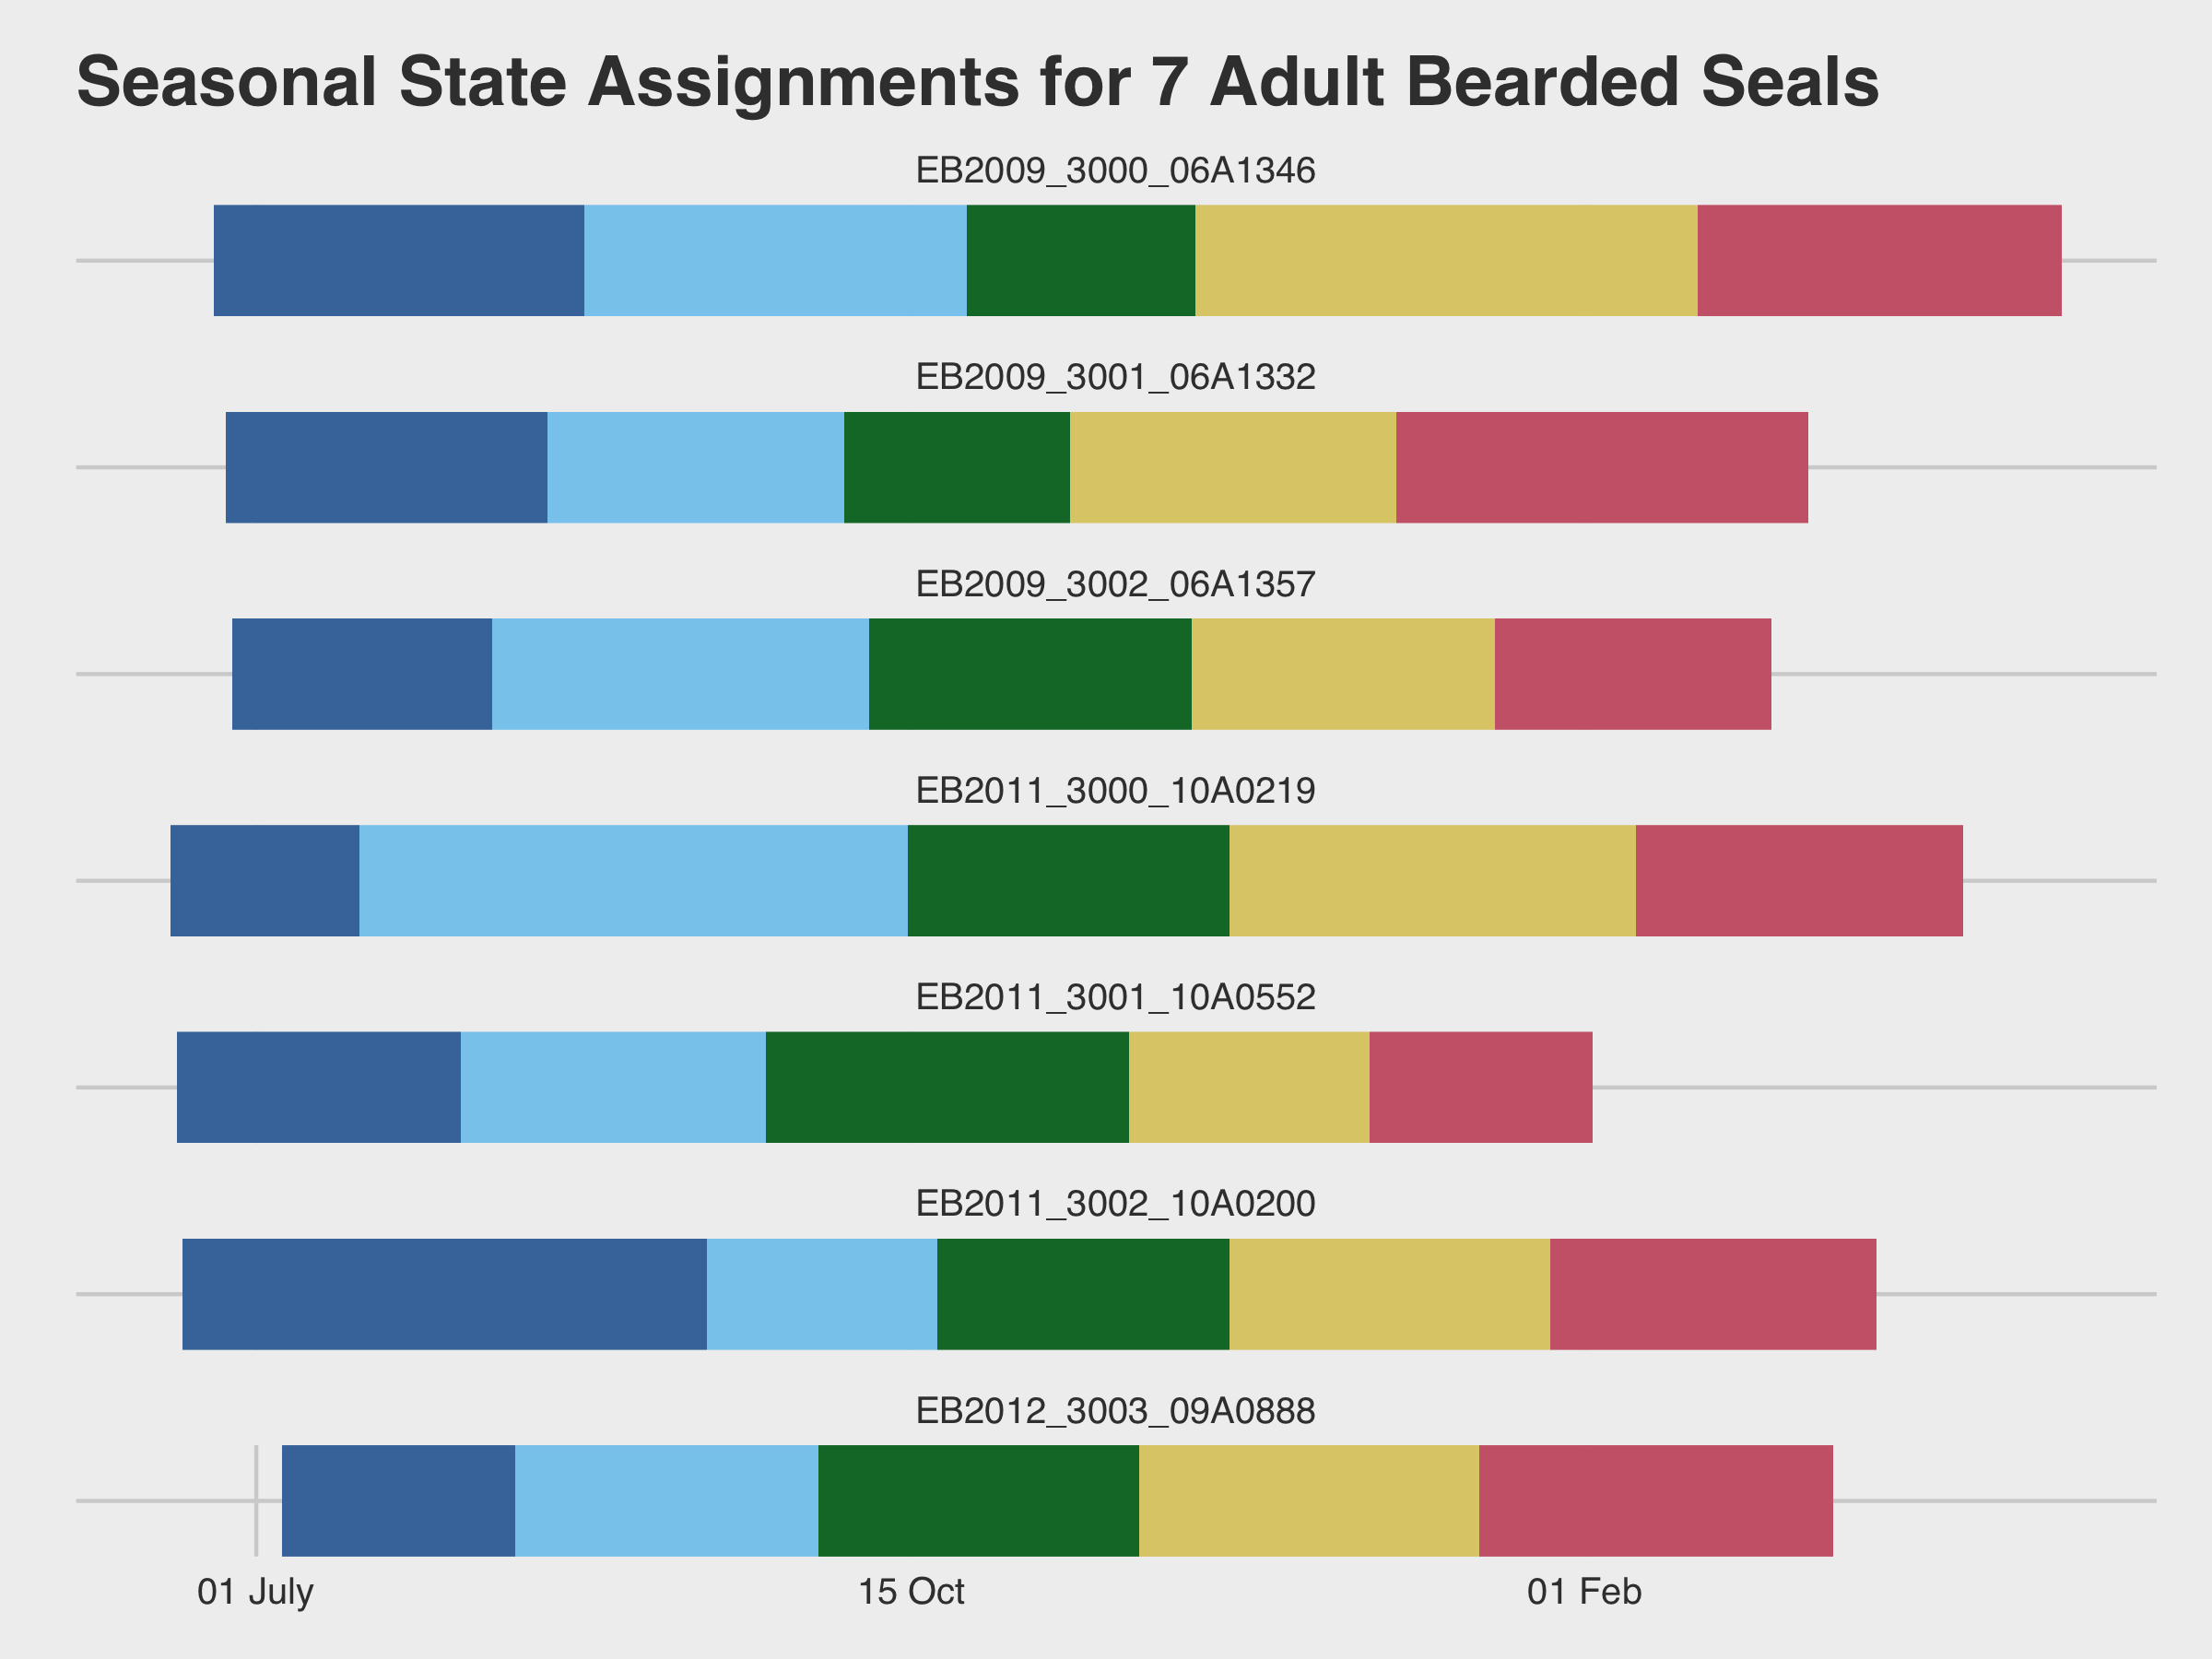 Seasonal State Assignments for 7 Adult Bearded Seals
EB2009_3000_06A1346
EB2009_3001_06A1332
EB2009_3002_06A1357
EB2011_3000_10A0219
EB2011_3001_10A0552
EB2011_3002_10A0200
EB2012_3003_09A0888
01 July 15 Oct 01 Feb